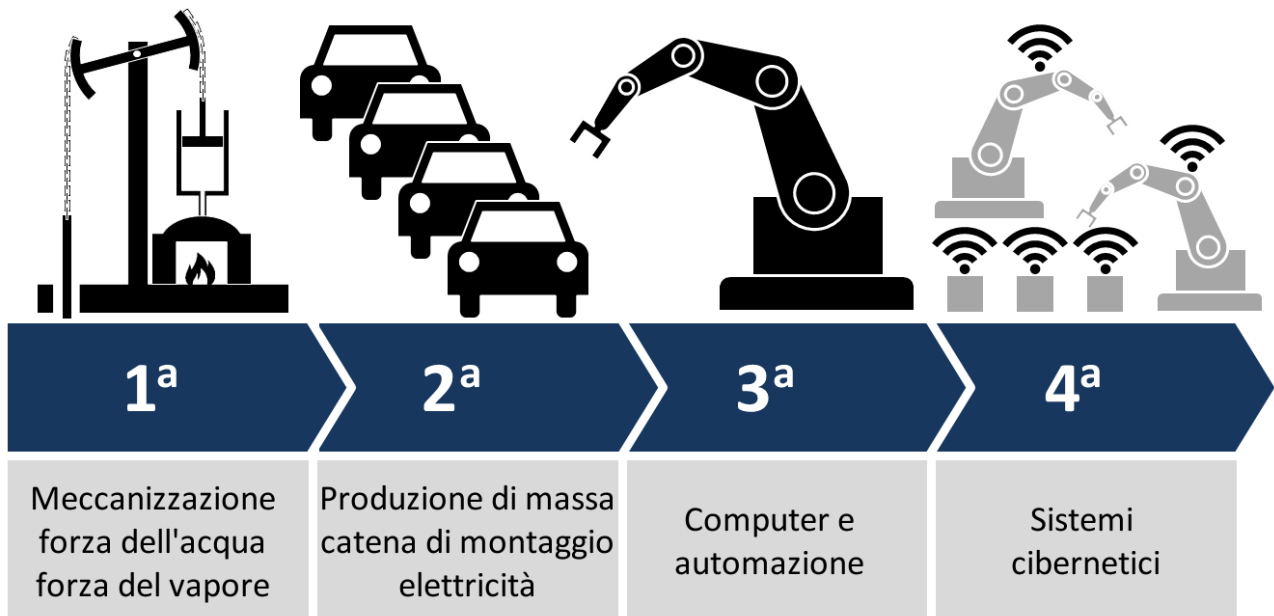 1ª
2ª
3ª
4ª
Meccanizzazione
forza dell'acqua
forza del vapore
Produzione di massa
catena di montaggio
elettricità
Computer e
automazione
Sistemi
cibernetici